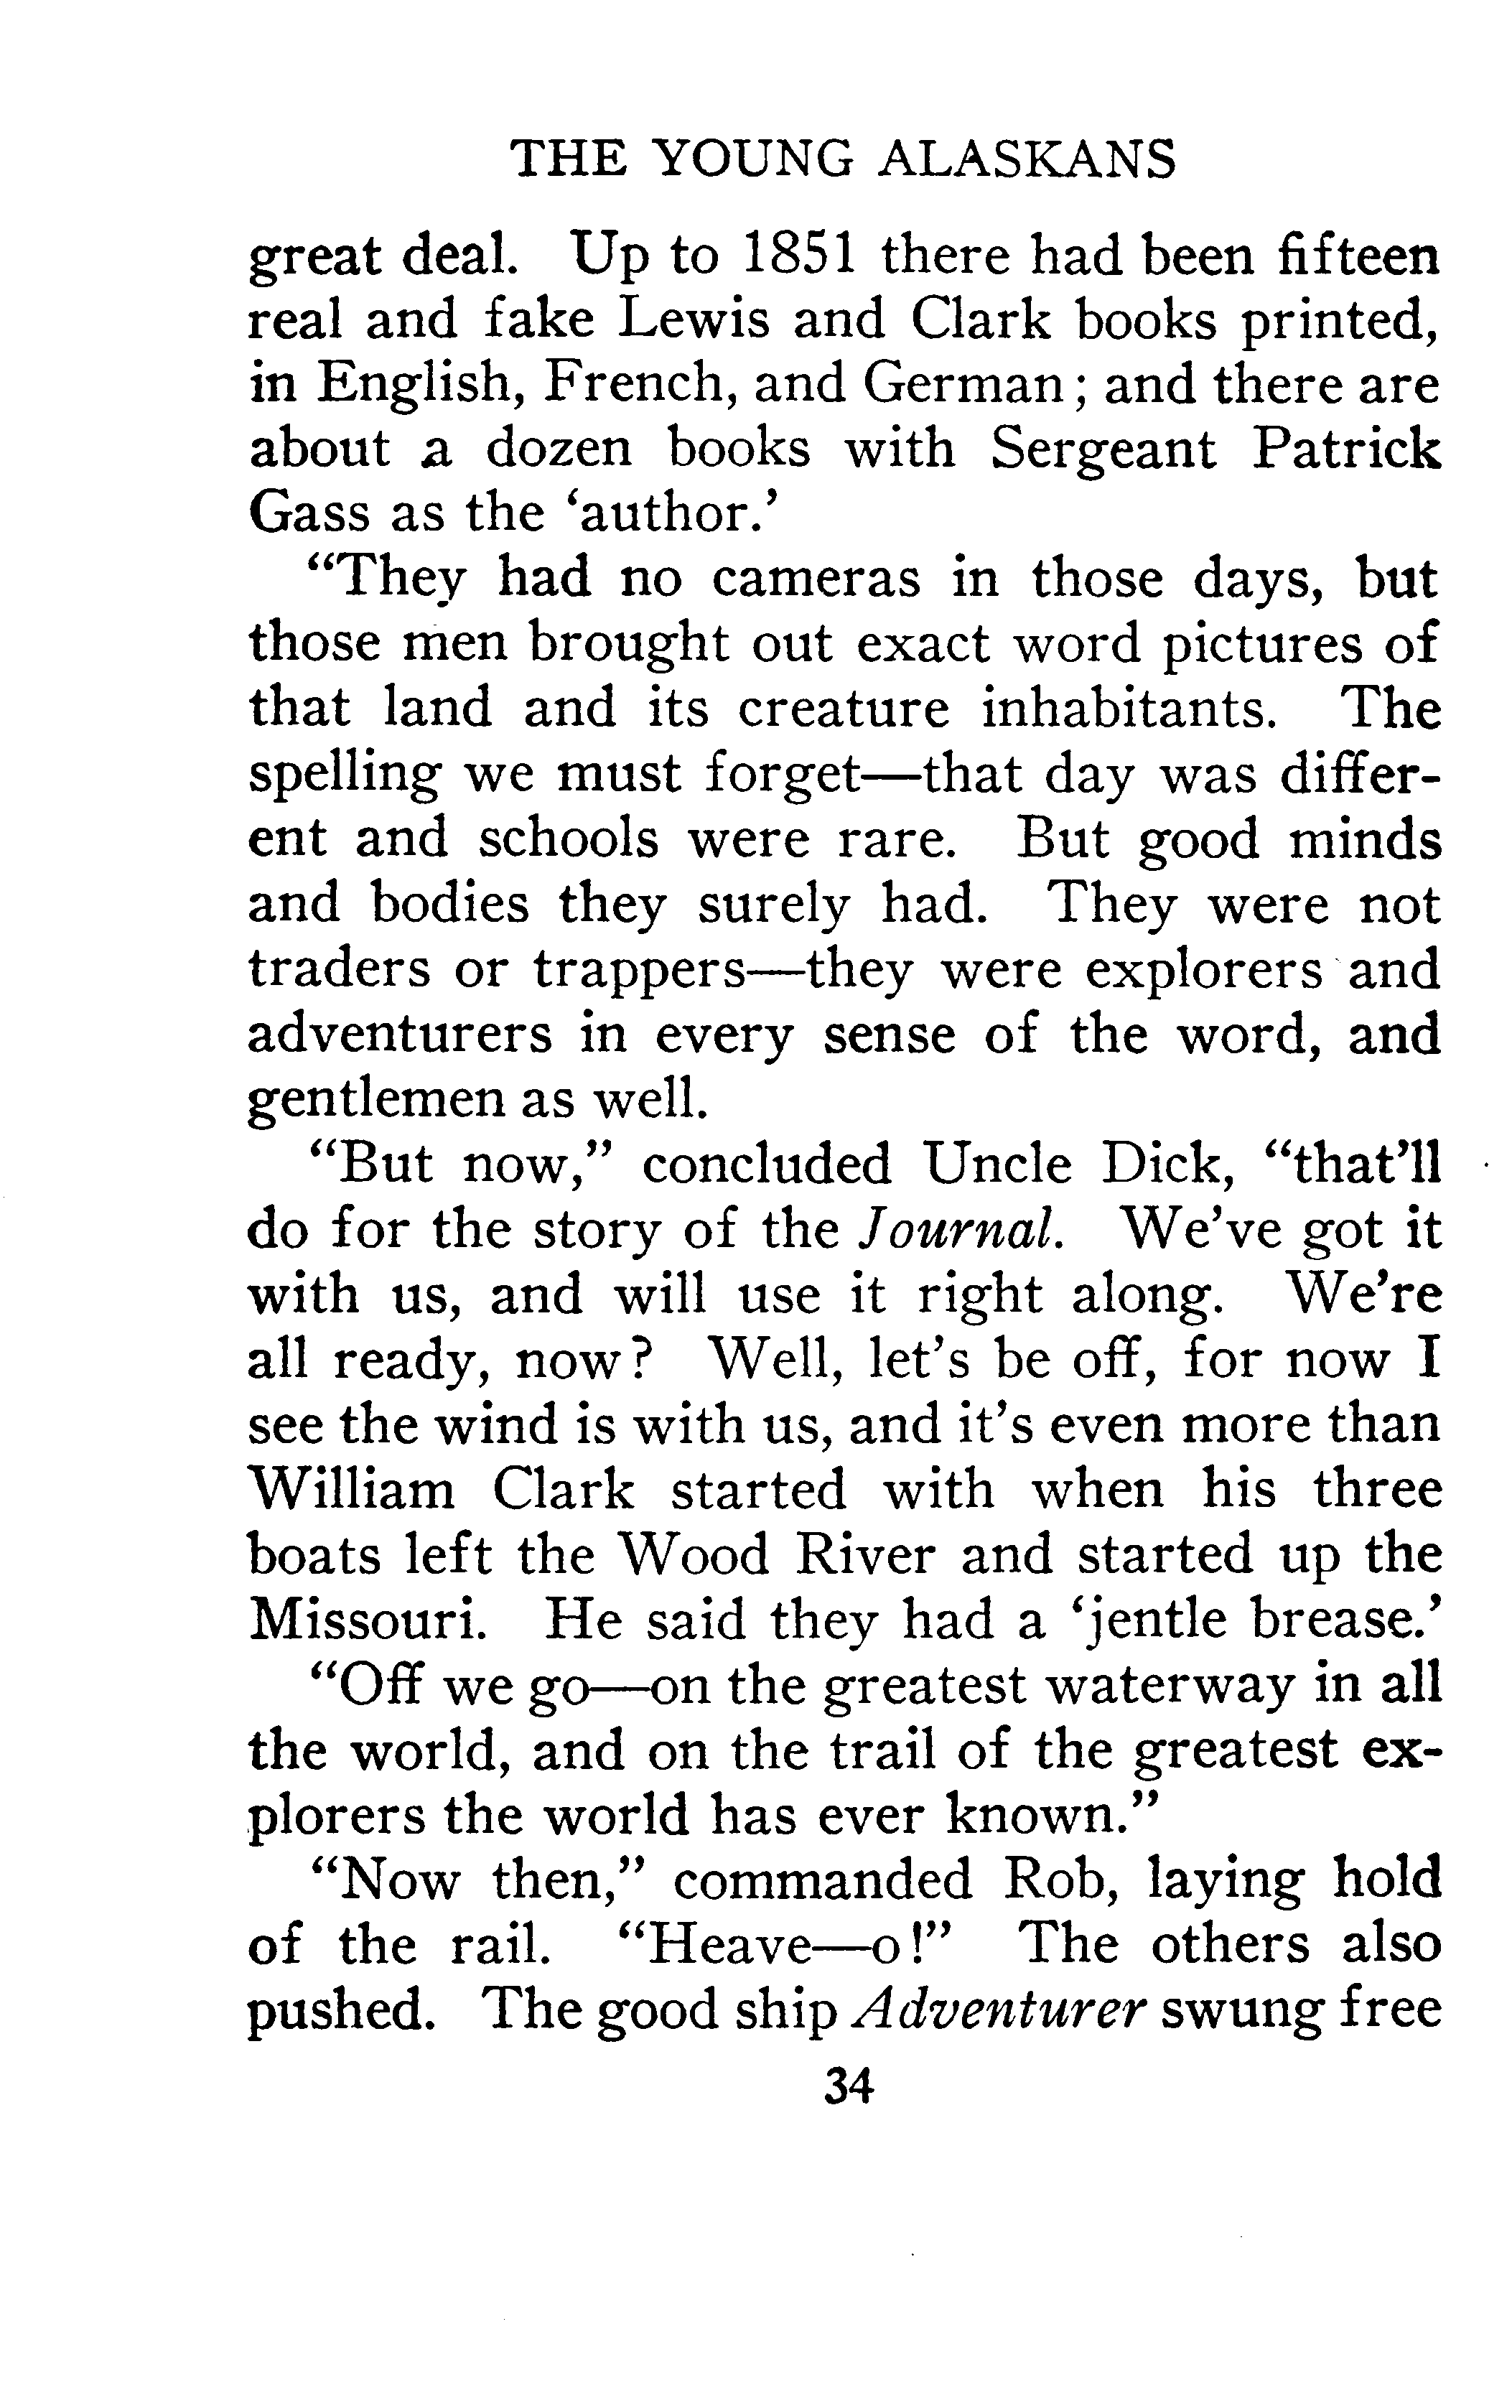 THE YOUNG ALASKANS
great deal. Up to 1851 there had been fifteen
real and fake Lewis and Clark books printed,
in English, French, and German; and there are
about a dozen books with Sergeant Patrick
Gass as the ‘author.’
“They had no cameras in those days, but
those men brought out exact word pictures of
that land and its creature inhabitants. The
spelling we must forget—that day was differ-
ent and schools were rare. But good minds
and bodies they surely had. They were not
traders or trappers—they were explorers and
adventurers in every sense of the word, and
gentlemen as well.
“But now,” concluded Uncle Dick, “that’ll
do for the story of the Journal. We’ve got it
with us, and will use it right along. We’re
all ready, now? Well, let’s be off, for now I
see the wind is with us, and it’s even more than
William Clark started with when his three
boats left the Wood River and started up the
Missouri. He said they had a ‘jentle brease.’
“Off we go—on the greatest waterway in all
the world, and on the trail of the greatest ex-
plorers the world has ever known.”
“Now then,” commanded Rob, laying hold
of the rail. “Heave—o!” The others also
pushed. The good ship Adventurer swung free
34